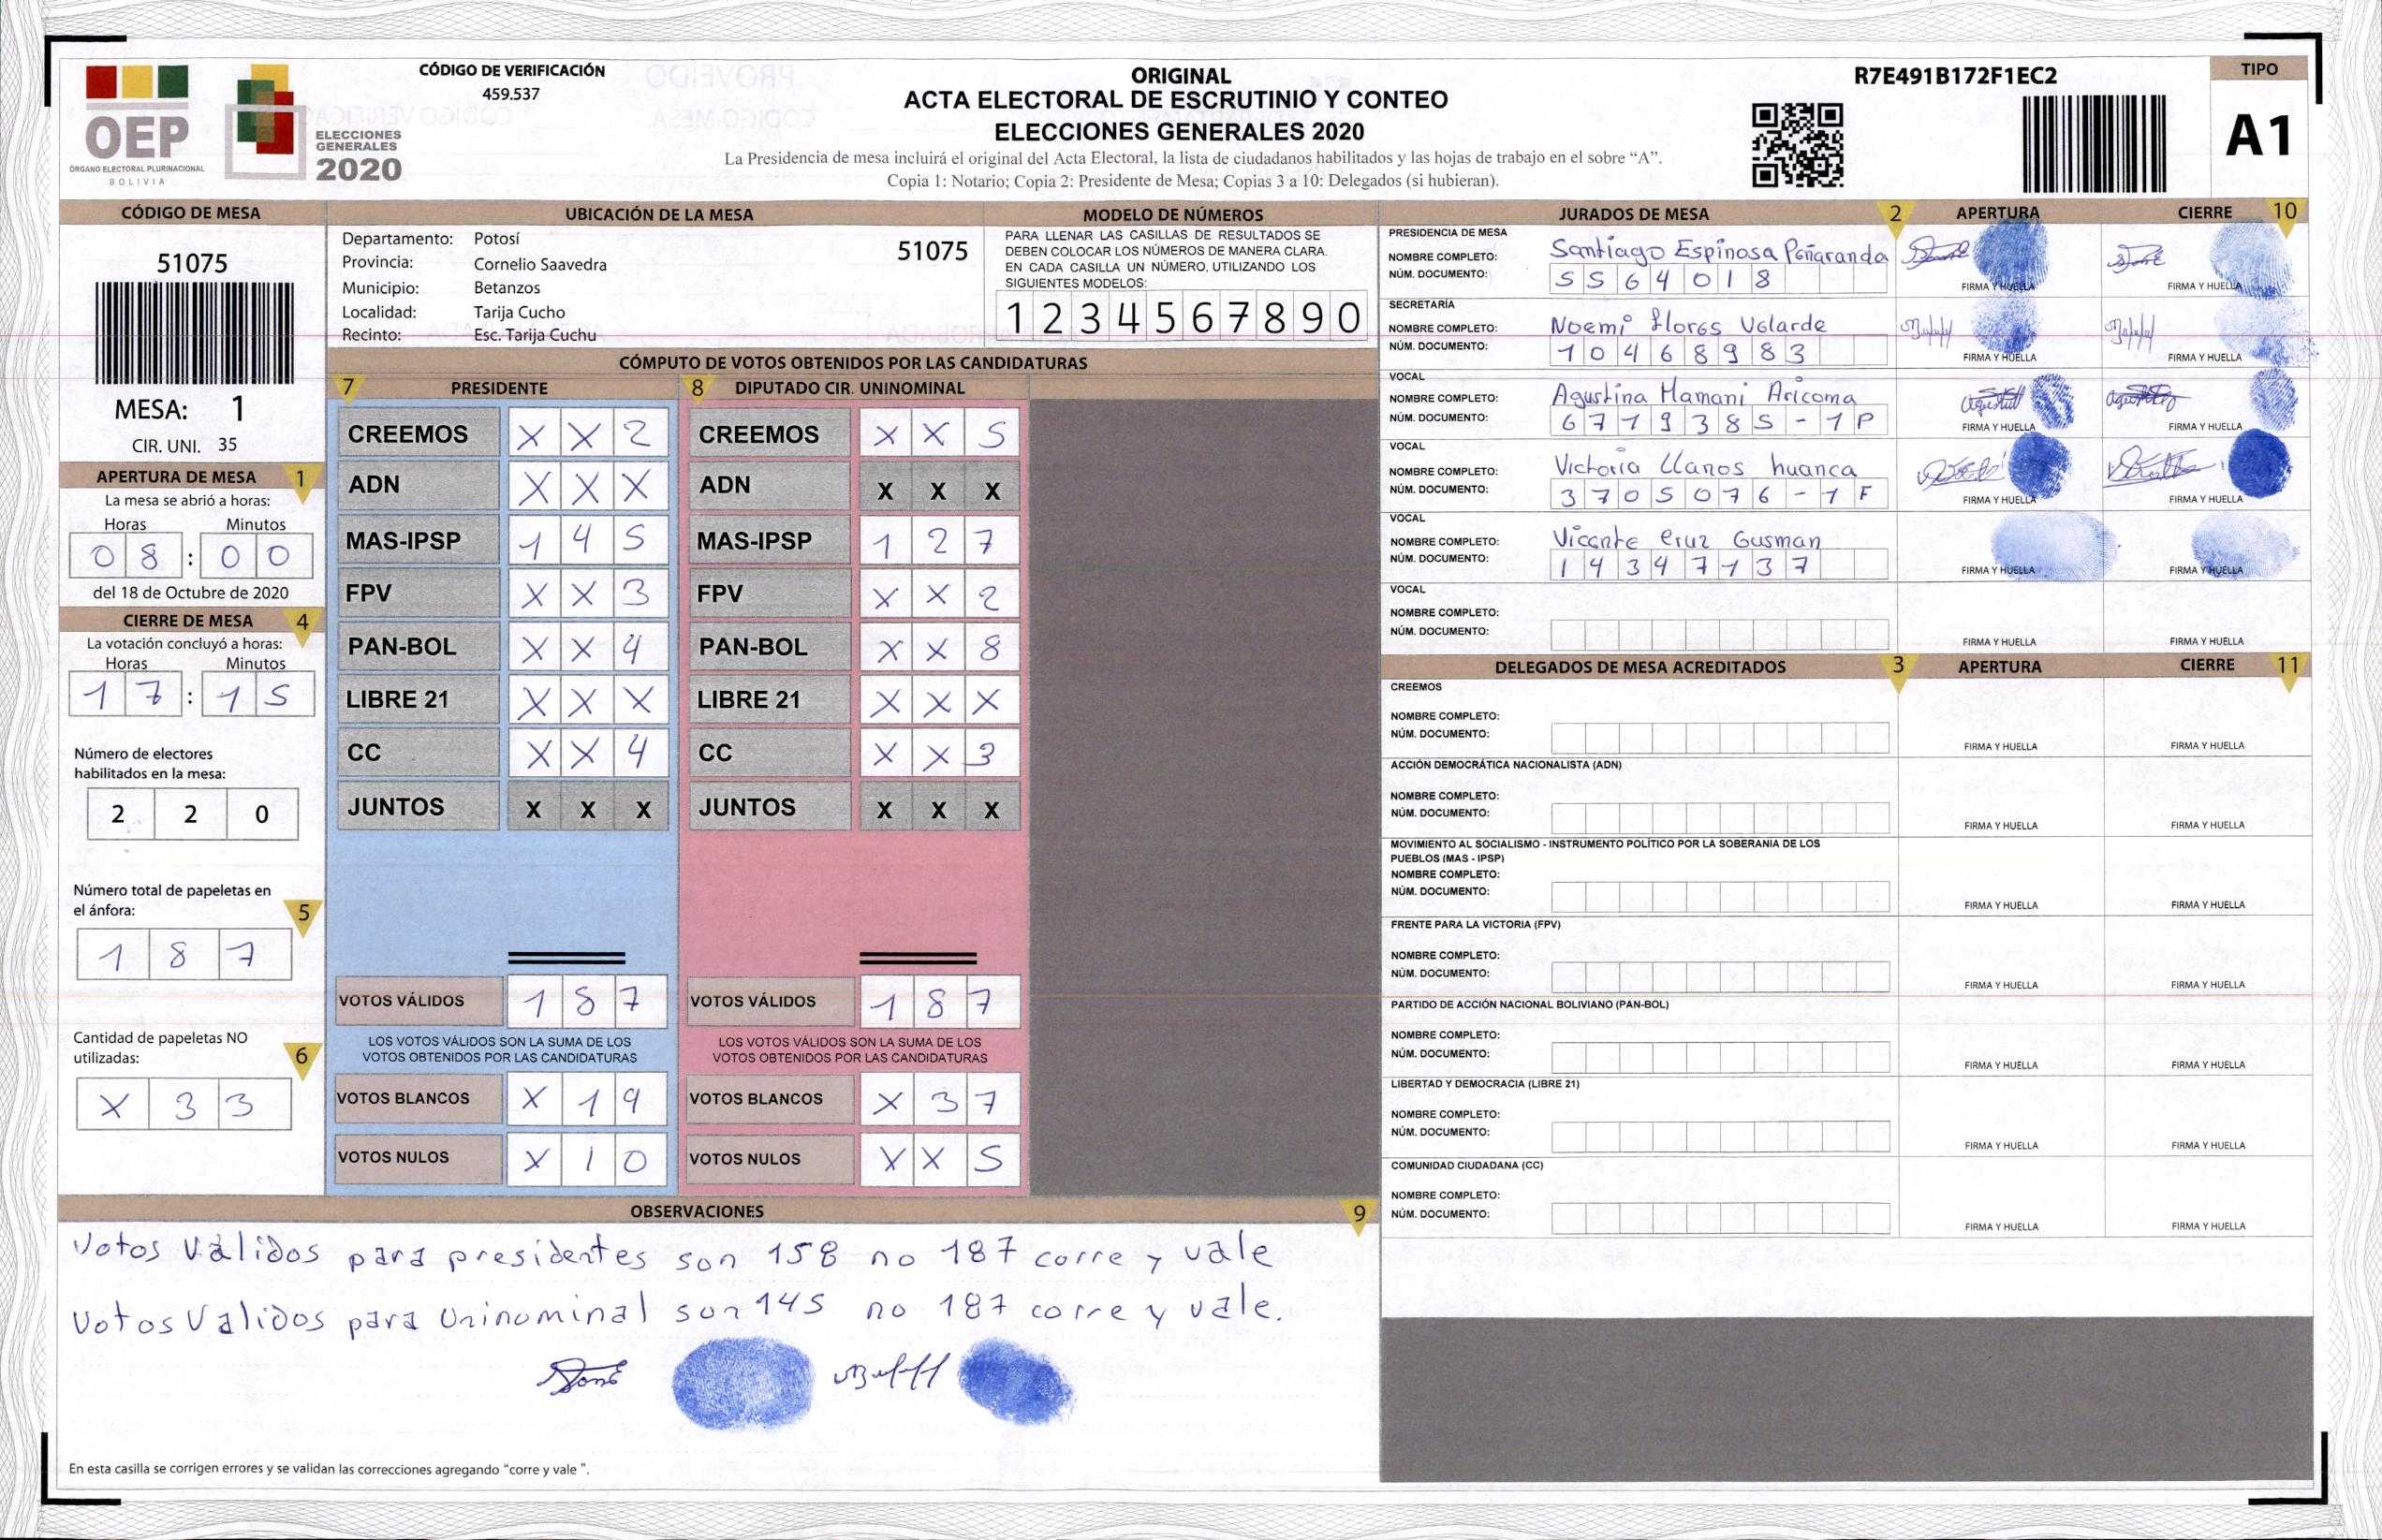 OEP
ÓRGANO ELECTORAL PLURINACIONAL
BOLIVIA
ELECCIONES
GENERALES
2020
CÓDIGO DE VERIFICACIÓN
459.537
ORIGINAL
ACTA ELECTORAL DE ESCRUTINIO Y CONTEO
ELECCIONES GENERALES 2020
La Presidencia de mesa incluirá el original del Acta Electoral, la lista de ciudadanos habilitados y las hojas de trabajo en el sobre “A”.
Copia 1: Notario; Copia 2: Presidente de Mesa; Copias 3 a 10: Delegados (si hubieran).
R7E491B172F1EC2
TIPO
A1
CÓDIGO DE MESA
51075
MESA: 1
CIR. UNI. 35
APERTURA DE MESA 1
La mesa se abrió a horas:
Horas Minutos
0 8 : 0 0
del 18 de Octubre de 2020
CIERRE DE MESA 4
La votación concluyó a horas:
Horas Minutos
1 7 : 1 5
Número de electores
habilitados en la mesa:
2 2 0
Número total de papeletas en
el ánfora: 5
1 8 7
Cantidad de papeletas NO
utilizadas: 6
X 3 3
UBICACIÓN DE LA MESA
Departamento: Potosí 51075
Provincia: Cornelio Saavedra
Municipio: Betanzos
Localidad: Tarija Cucho
Recinto: Esc. Tarija Cuchu
MODELO DE NÚMEROS
PARA LLENAR LAS CASILLAS DE RESULTADOS SE
DEBEN COLOCAR LOS NÚMEROS DE MANERA CLARA.
EN CADA CASILLA UN NÚMERO, UTILIZANDO LOS
SIGUIENTES MODELOS:
1 2 3 4 5 6 7 8 9 0
CÓMPUTO DE VOTOS OBTENIDOS POR LAS CANDIDATURAS
7 PRESIDENTE
CREEMOS X X 2
ADN X X X
MAS-IPSP 1 4 5
FPV X X 3
PAN-BOL X X 4
LIBRE 21 X X X
CC X X 4
JUNTOS X X X
VOTOS VÁLIDOS 1 8 7
LOS VOTOS VÁLIDOS SON LA SUMA DE LOS
VOTOS OBTENIDOS POR LAS CANDIDATURAS
VOTOS BLANCOS X 1 9
VOTOS NULOS X 1 0
8 DIPUTADO CIR. UNINOMINAL
CREEMOS X X 5
ADN X X X
MAS-IPSP 1 2 7
FPV X X 2
PAN-BOL X X 8
LIBRE 21 X X X
CC X X 3
JUNTOS X X X
VOTOS VÁLIDOS 1 8 7
LOS VOTOS VÁLIDOS SON LA SUMA DE LOS
VOTOS OBTENIDOS POR LAS CANDIDATURAS
VOTOS BLANCOS X 3 7
VOTOS NULOS X X 5
OBSERVACIONES 9
Votos Válidos para presidentes son 158 no 187 corre y vale
Votos Validos para Uninominal son 145 no 187 corre y vale.
En esta casilla se corrigen errores y se validan las correcciones agregando “corre y vale ”.
JURADOS DE MESA 2 APERTURA CIERRE 10
PRESIDENCIA DE MESA
NOMBRE COMPLETO: Santiago Espinosa Peñaranda
NÚM. DOCUMENTO: 5 5 6 4 0 1 8
FIRMA Y HUELLA FIRMA Y HUELLA
SECRETARÍA
NOMBRE COMPLETO: Noemi flores Velarde
NÚM. DOCUMENTO: 1 0 4 6 8 9 8 3
FIRMA Y HUELLA FIRMA Y HUELLA
VOCAL
NOMBRE COMPLETO: Agustina Mamani Aricoma
NÚM. DOCUMENTO: 6 7 1 9 3 8 5 - 1 P
FIRMA Y HUELLA FIRMA Y HUELLA
VOCAL
NOMBRE COMPLETO: Victoria Llanos huanca
NÚM. DOCUMENTO: 3 7 0 5 0 7 6 - 1 F
FIRMA Y HUELLA FIRMA Y HUELLA
VOCAL
NOMBRE COMPLETO: Vicente Cruz Gusman
NÚM. DOCUMENTO: 1 4 3 4 7 1 3 7
FIRMA Y HUELLA FIRMA Y HUELLA
VOCAL
NOMBRE COMPLETO:
NÚM. DOCUMENTO:
FIRMA Y HUELLA FIRMA Y HUELLA
DELEGADOS DE MESA ACREDITADOS 3 APERTURA CIERRE 11
CREEMOS
NOMBRE COMPLETO:
NÚM. DOCUMENTO:
FIRMA Y HUELLA FIRMA Y HUELLA
ACCIÓN DEMOCRÁTICA NACIONALISTA (ADN)
NOMBRE COMPLETO:
NÚM. DOCUMENTO:
FIRMA Y HUELLA FIRMA Y HUELLA
MOVIMIENTO AL SOCIALISMO - INSTRUMENTO POLÍTICO POR LA SOBERANIA DE LOS
PUEBLOS (MAS - IPSP)
NOMBRE COMPLETO:
NÚM. DOCUMENTO:
FIRMA Y HUELLA FIRMA Y HUELLA
FRENTE PARA LA VICTORIA (FPV)
NOMBRE COMPLETO:
NÚM. DOCUMENTO:
FIRMA Y HUELLA FIRMA Y HUELLA
PARTIDO DE ACCIÓN NACIONAL BOLIVIANO (PAN-BOL)
NOMBRE COMPLETO:
NÚM. DOCUMENTO:
FIRMA Y HUELLA FIRMA Y HUELLA
LIBERTAD Y DEMOCRACIA (LIBRE 21)
NOMBRE COMPLETO:
NÚM. DOCUMENTO:
FIRMA Y HUELLA FIRMA Y HUELLA
COMUNIDAD CIUDADANA (CC)
NOMBRE COMPLETO:
NÚM. DOCUMENTO:
FIRMA Y HUELLA FIRMA Y HUELLA